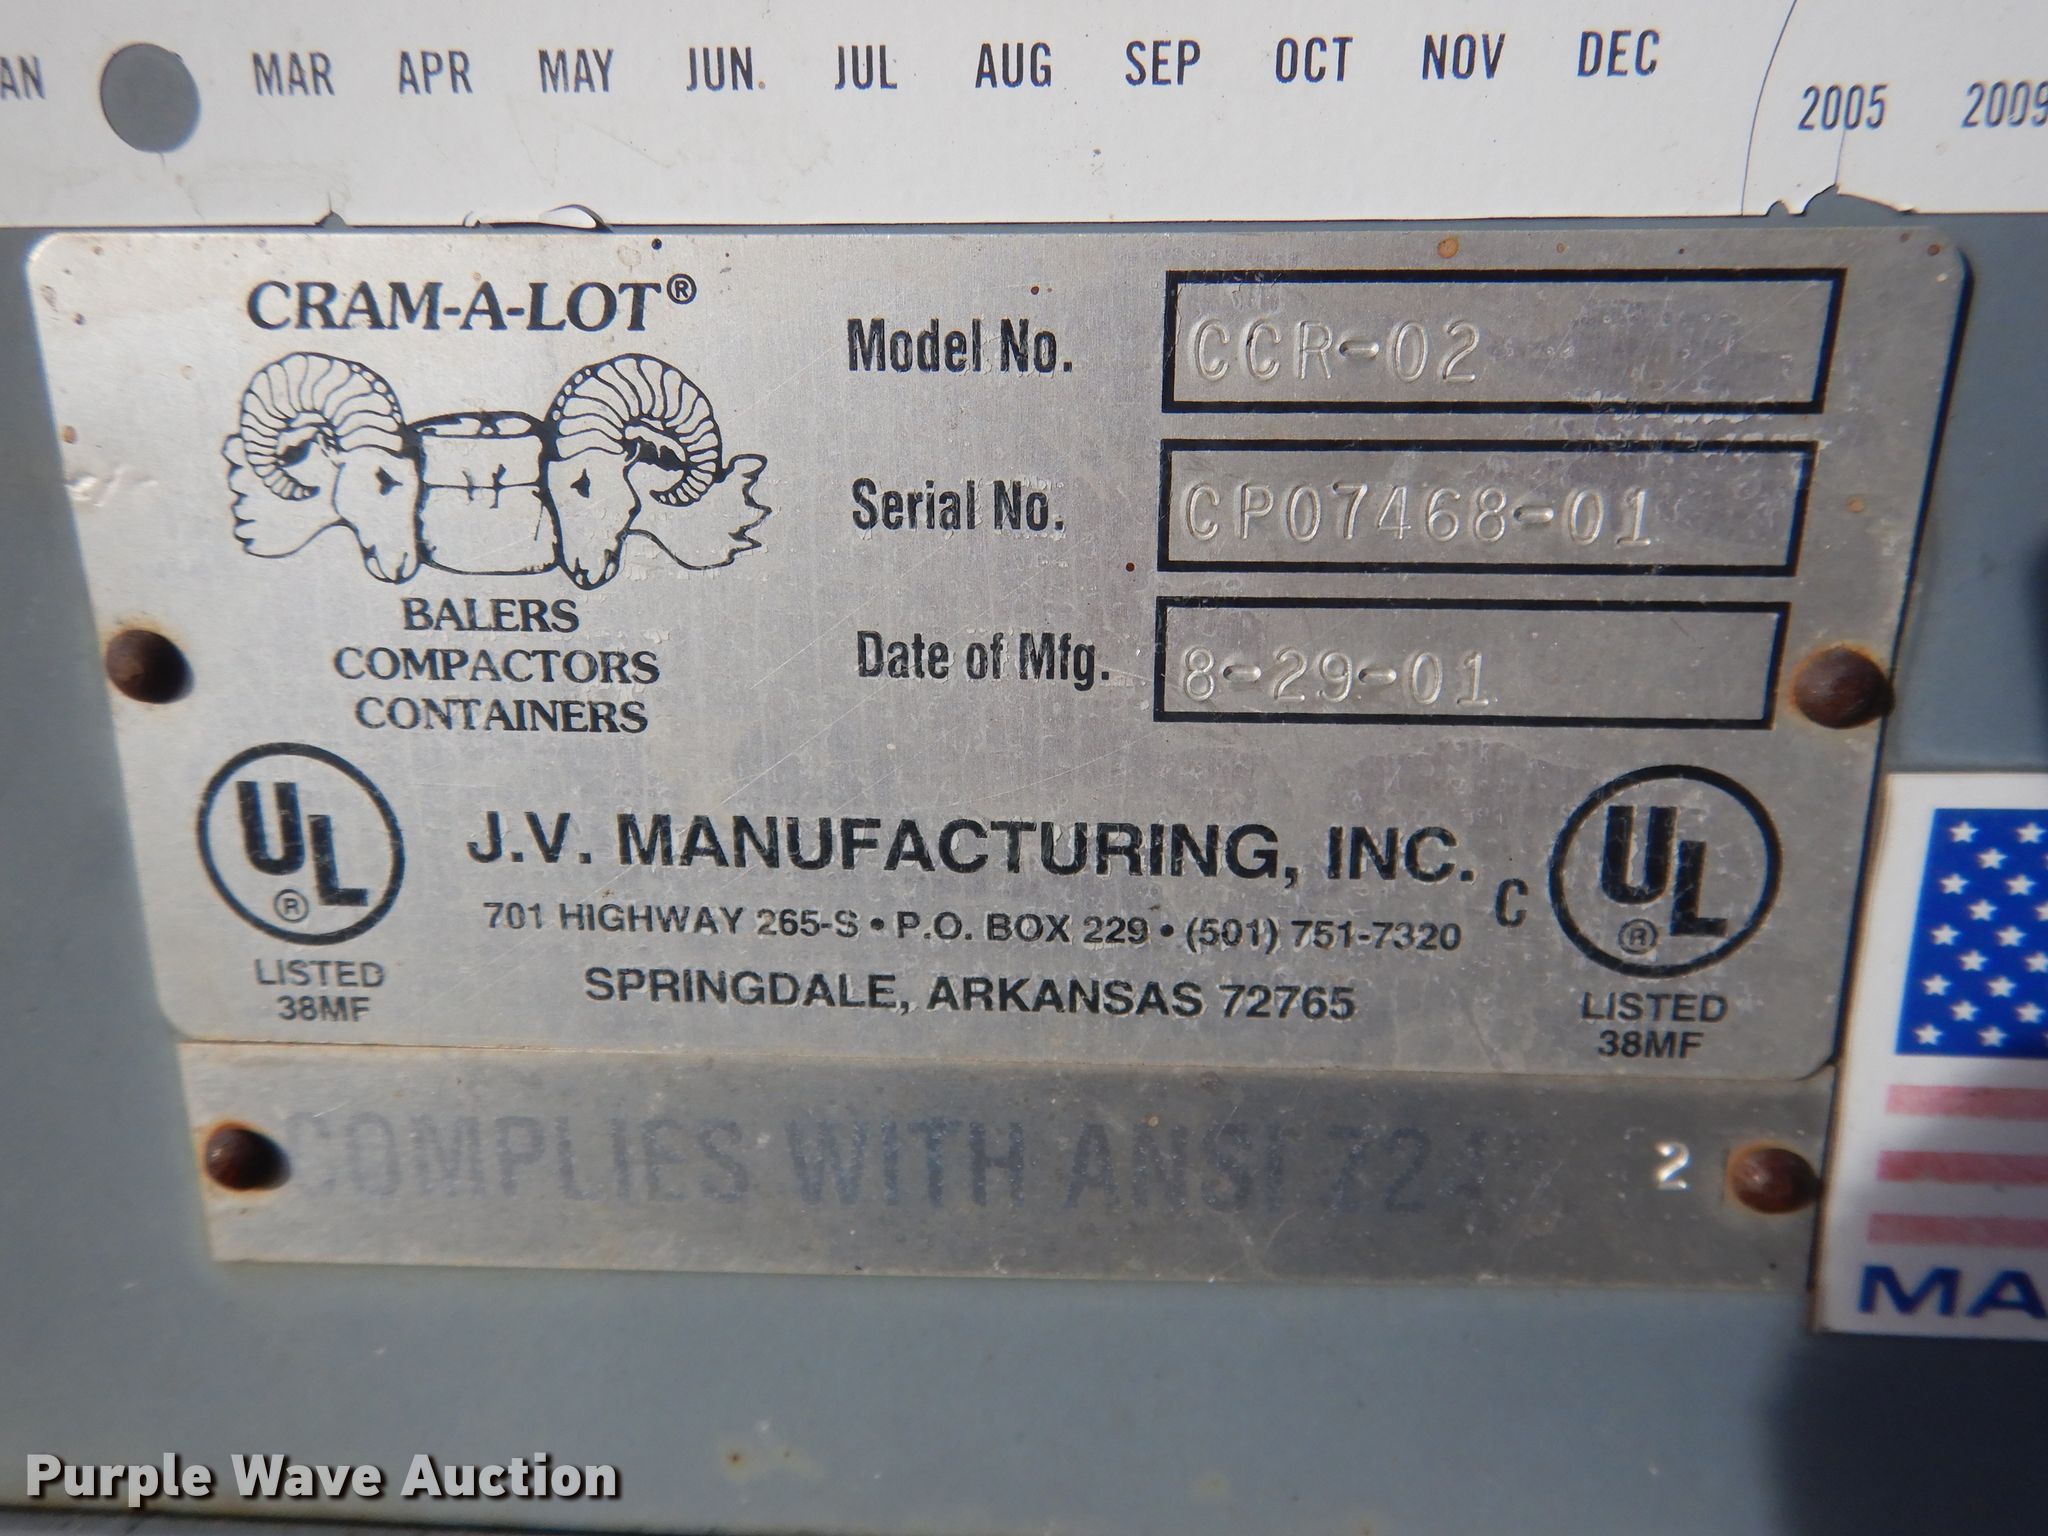 MAR APR MAY JUN. JUL AUG SEP OCT NOV DEC
2005 2009
CRAM-A-LOT®
BALERS
COMPACTORS
CONTAINERS
Model No. CCR-02
Serial No. CP07468-01
Date of Mfg. 8-29-01
UL
®
LISTED
38MF
J.V. MANUFACTURING, INC.
701 HIGHWAY 265-S • P.O. BOX 229 • (501) 751-7320
SPRINGDALE, ARKANSAS 72765
C UL
®
LISTED
38MF
COMPLIES WITH ANSI 2
Purple Wave Auction